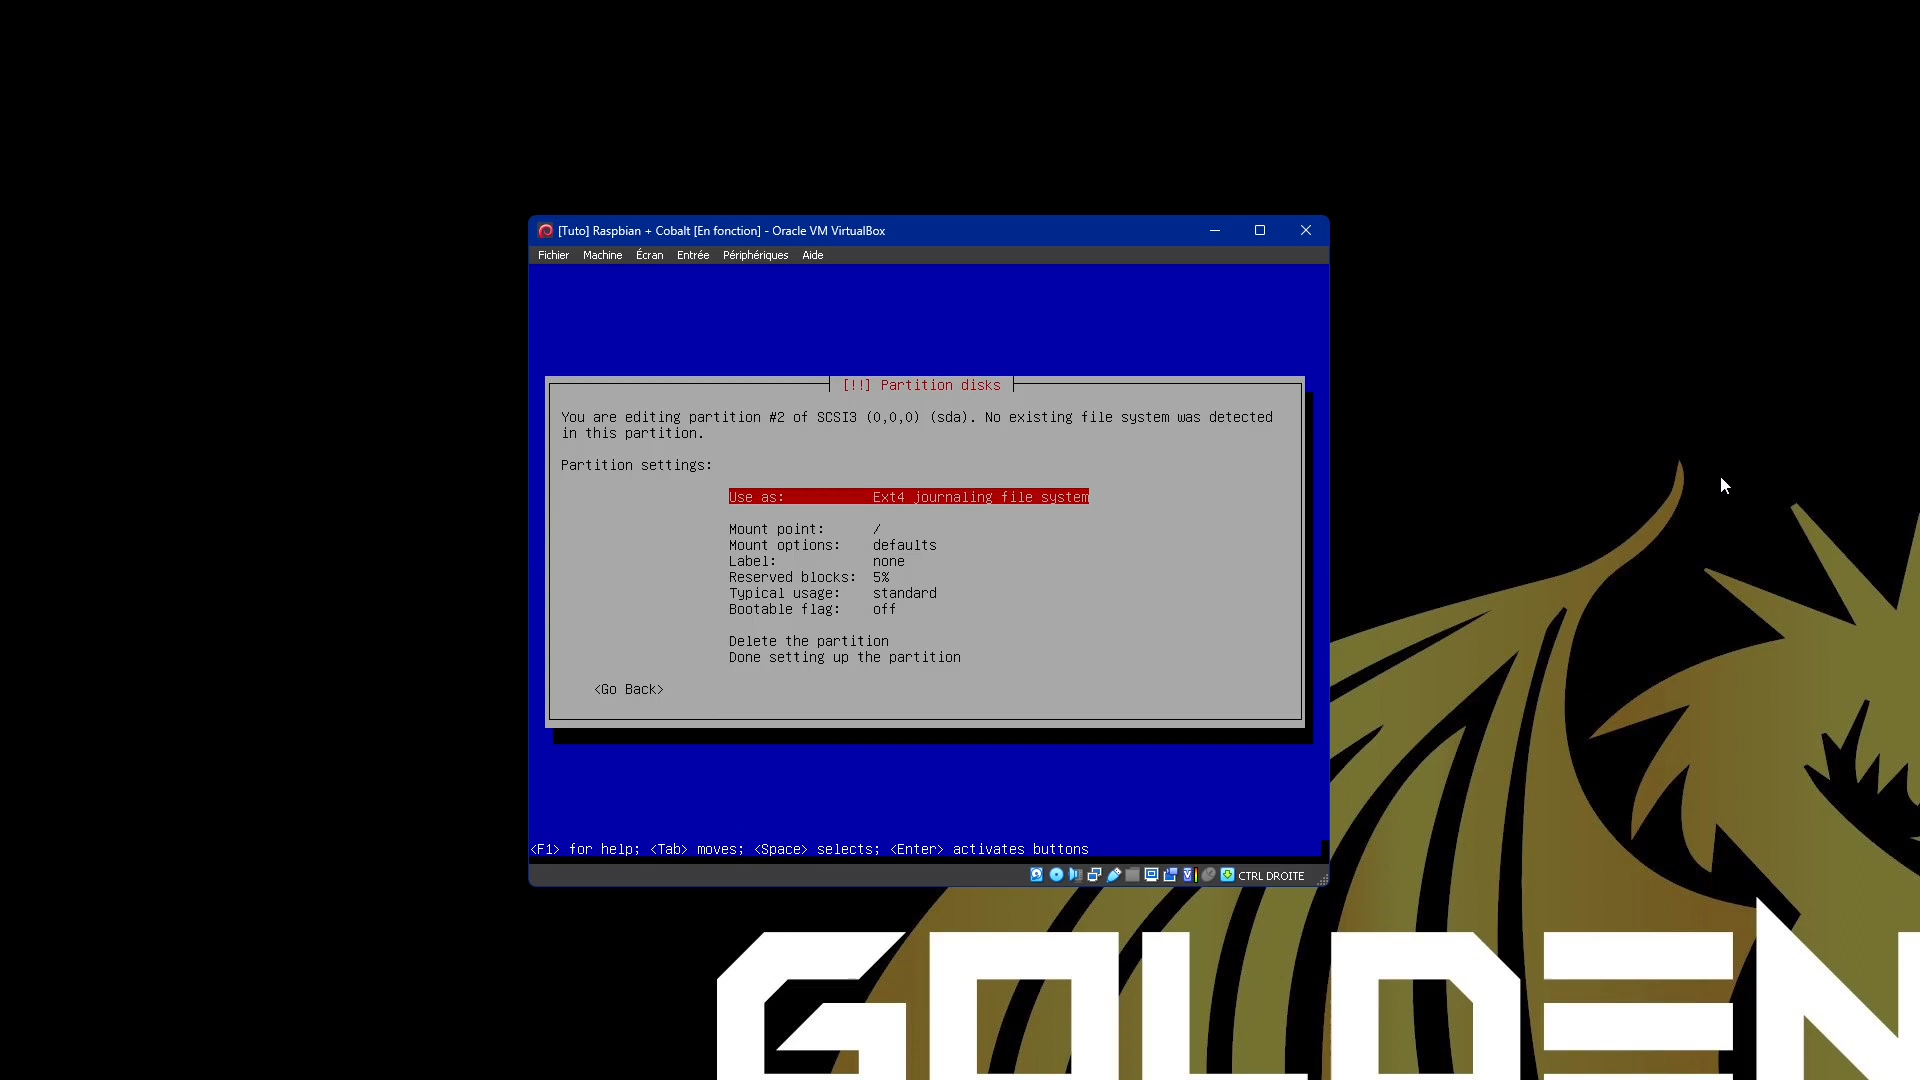 [Tuto] Raspbian + Cobalt [En fonction] - Oracle VM VirtualBox
Fichier Machine Écran Entrée Périphériques Aide
[!!] Partition disks
You are editing partition #2 of SCSI3 (0,0,0) (sda). No existing file system was detected
in this partition.
Partition settings:
Use as: Ext4 journaling file system
Mount point: /
Mount options: defaults
Label: none
Reserved blocks: 5%
Typical usage: standard
Bootable flag: off
Delete the partition
Done setting up the partition
<Go Back>
<F1> for help; <Tab> moves; <Space> selects; <Enter> activates buttons
CTRL DROITE
GOLDEN